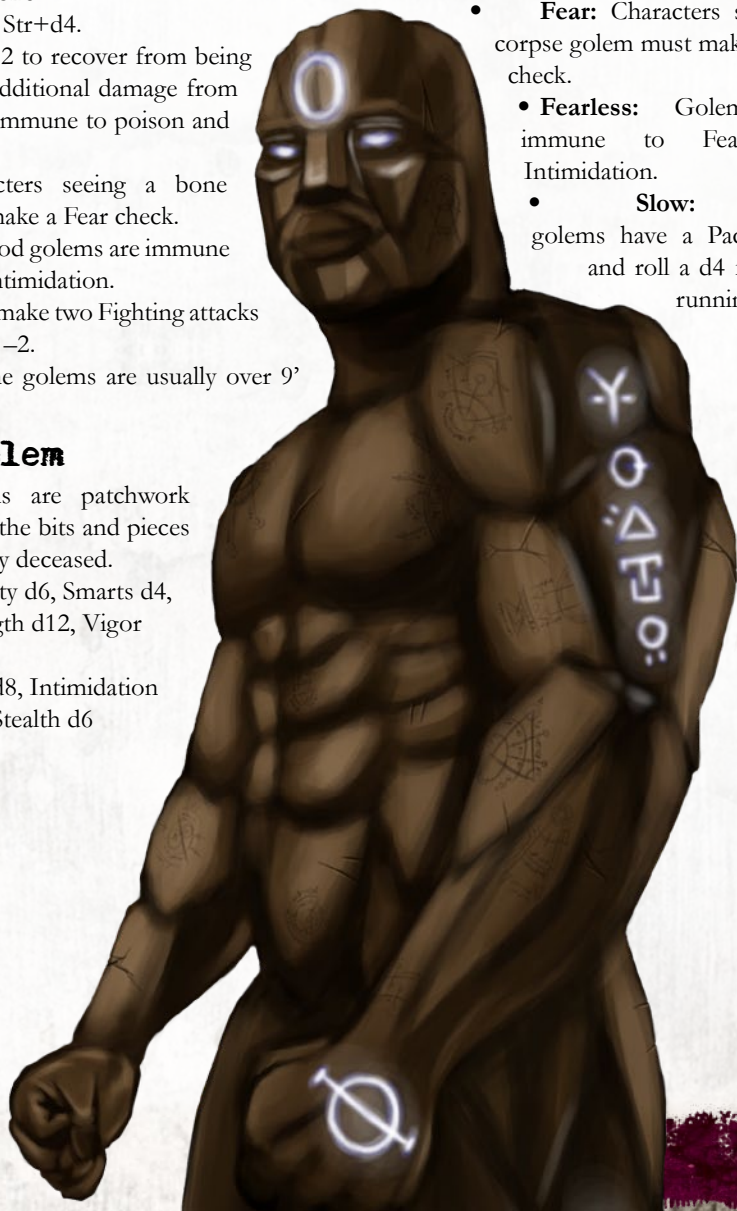 Str+d4.
2 to recover from being
dditional damage from
mmune to poison and
cters seeing a bone
make a Fear check.
od golems are immune
ntimidation.
make two Fighting attacks
–2.
ne golems are usually over 9’
lem
s are patchwork
the bits and pieces
y deceased.
ty d6, Smarts d4,
gth d12, Vigor
d8, Intimidation
Stealth d6
• Fear: Characters s
corpse golem must mak
check.
• Fearless: Golem
immune to Fea
Intimidation.
• Slow:
golems have a Pac
and roll a d4
runnin